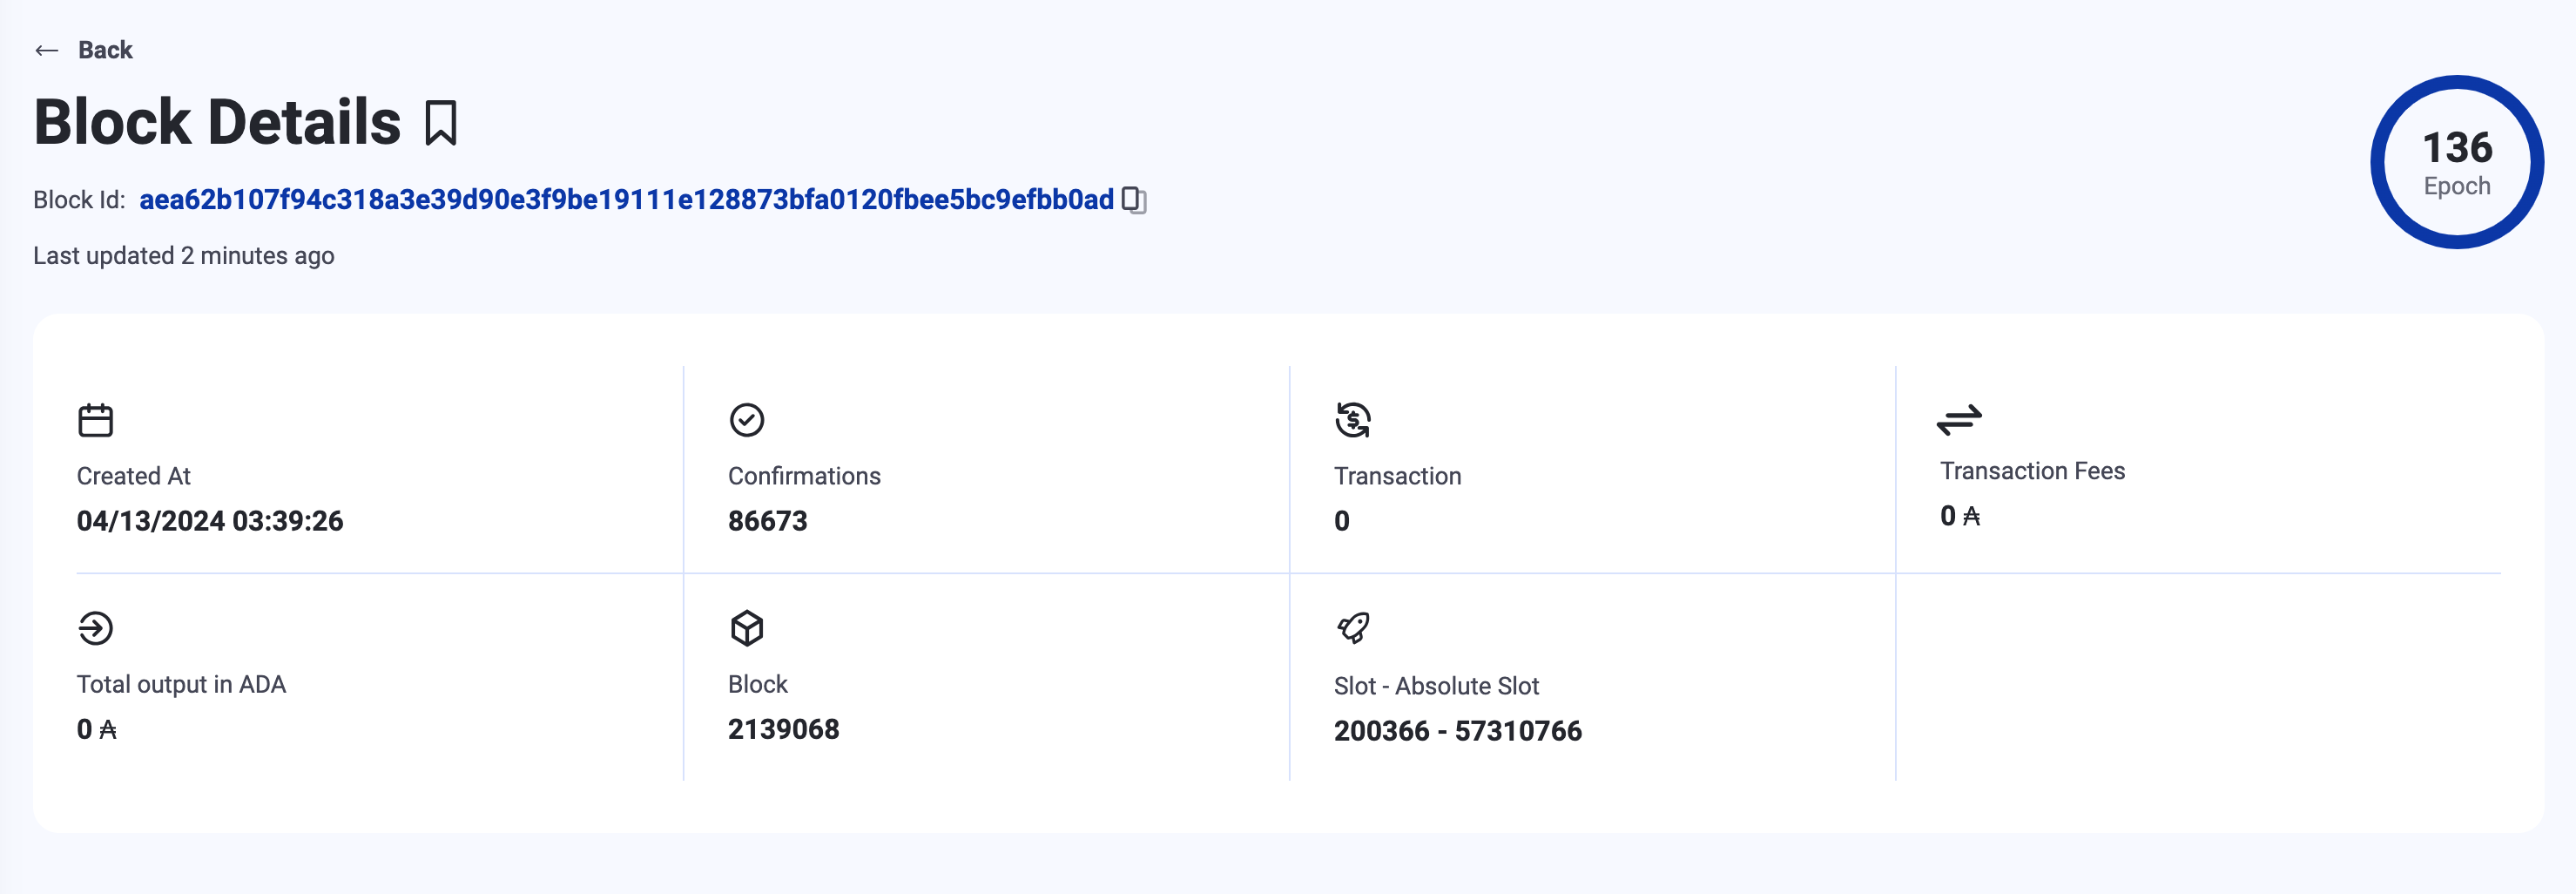 Back
Block Details
Block Id: aea62b107f94c318a3e39d90e3f9be19111e128873bfa0120fbee5bc9efbb0ad
Last updated 2 minutes ago
136
Epoch
Created At
04/13/2024 03:39:26
Confirmations
86673
Transaction
0
Transaction Fees
0 ₳
Total output in ADA
0 ₳
Block
2139068
Slot - Absolute Slot
200366 - 57310766